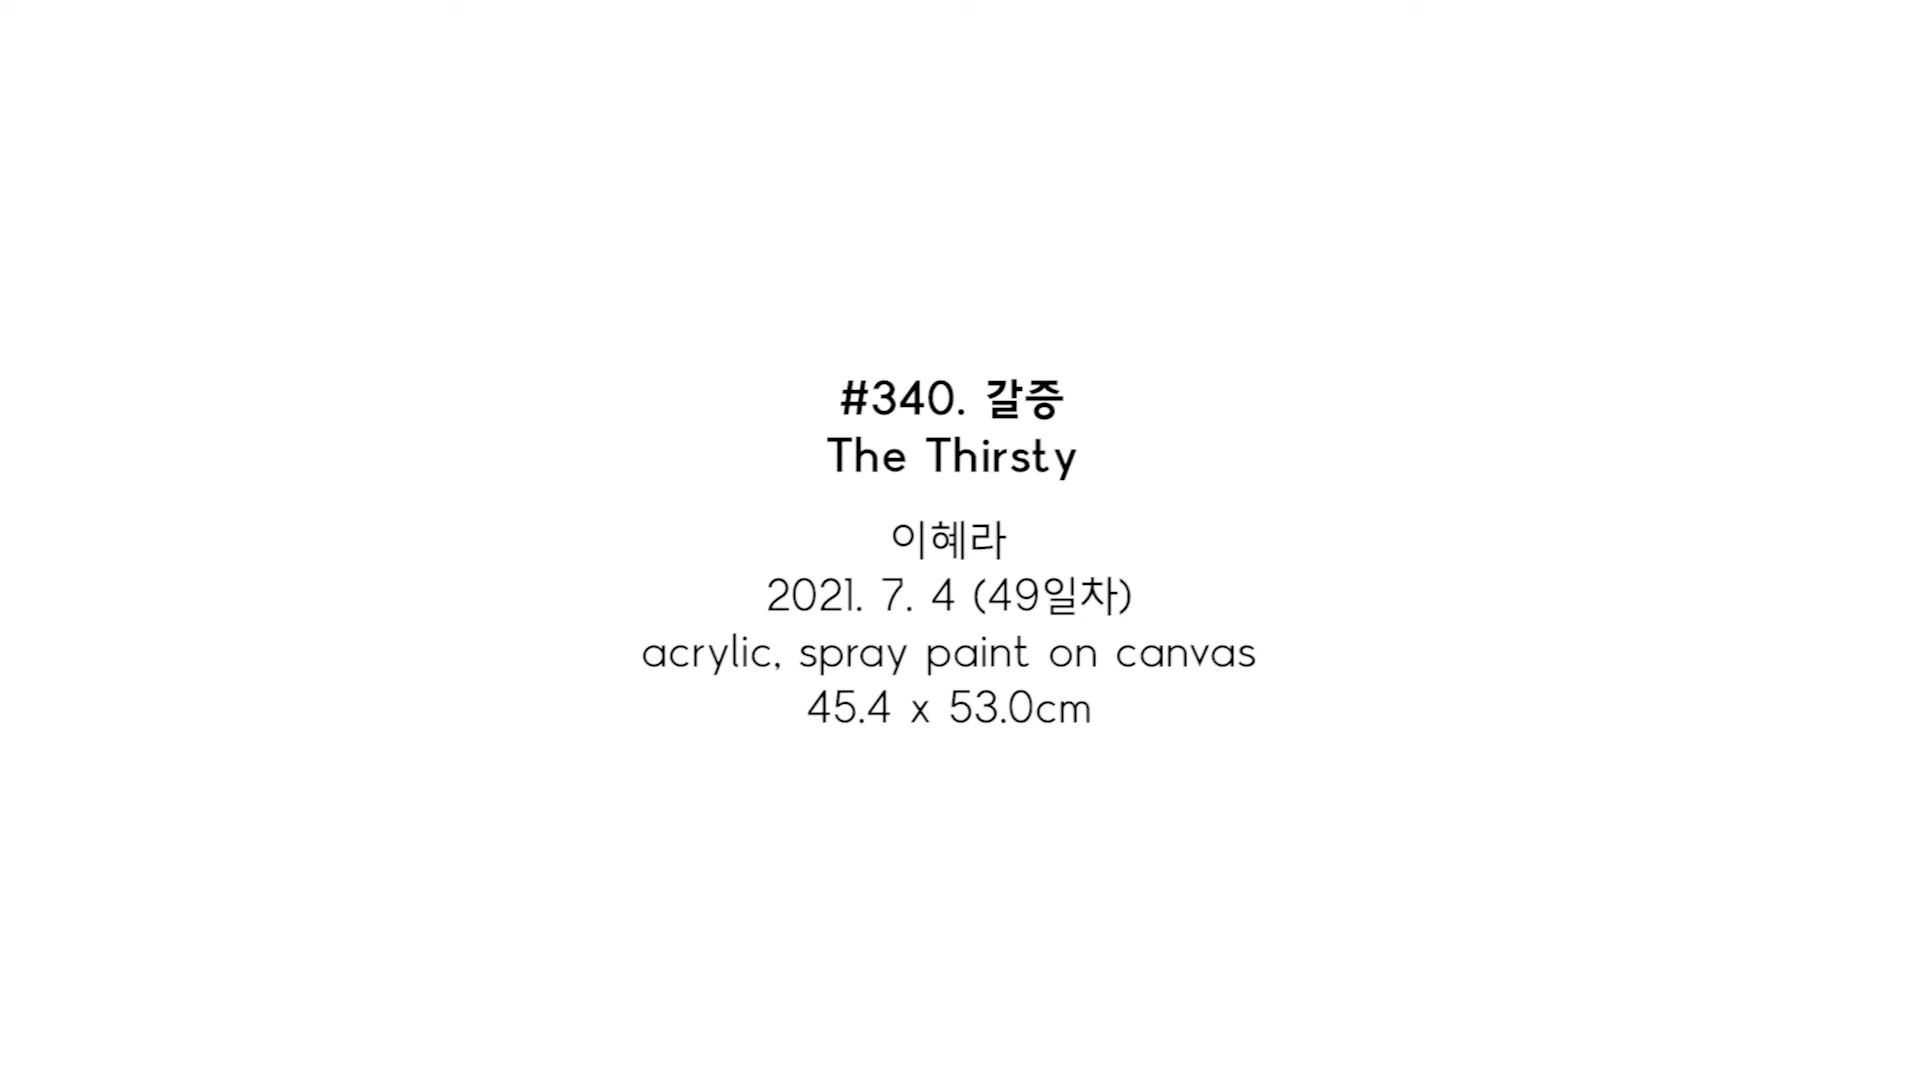 #340. 갈증
The Thirsty
이혜라
2021. 7. 4 (49일차)
acrylic, spray paint on canvas
45.4 x 53.0cm